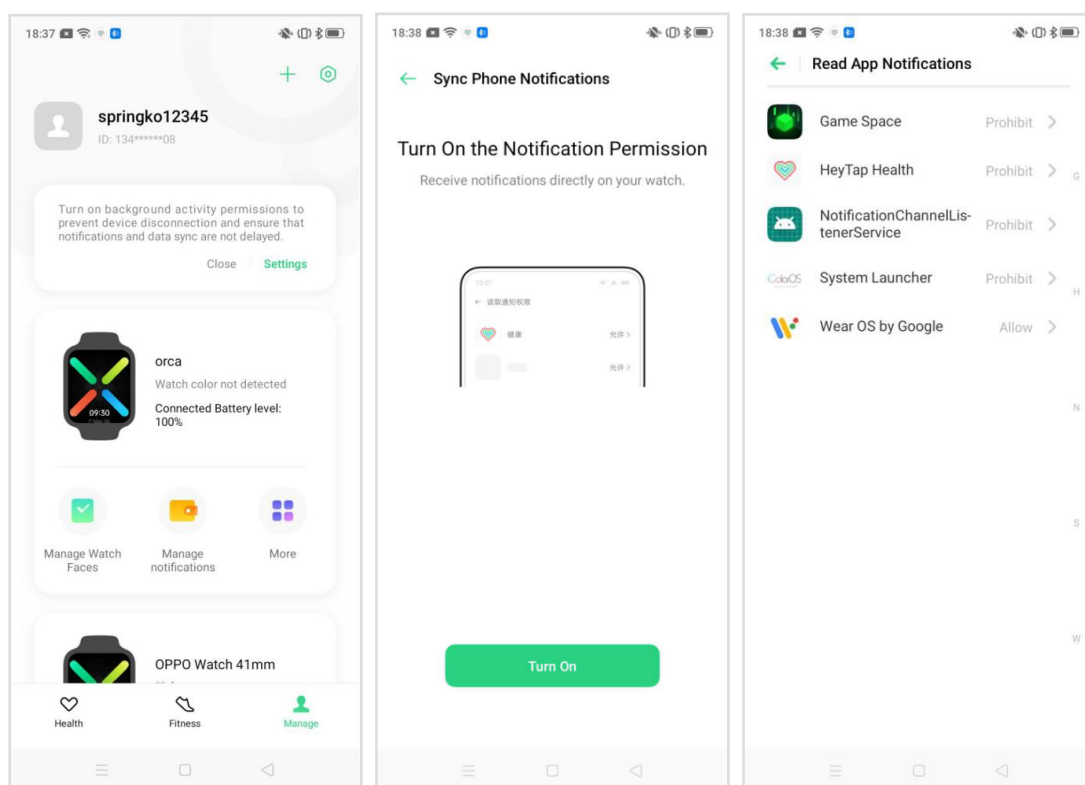 18:37
springko12345
ID: 134******08
Turn on background activity permissions to
prevent device disconnection and ensure that
notifications and data sync are not delayed.
Close
Settings
orca
Watch color not detected
Connected Battery level:
100%
09:30
Manage Watch
Faces
Manage
notifications
More
OPPO Watch 41mm
Health
Fitness
Manage
18:38
Sync Phone Notifications
Turn On the Notification Permission
Receive notifications directly on your watch.
10:07
读取通知权限
健康
允许
允许
Turn On
18:38
Read App Notifications
Game Space
Prohibit
HeyTap Health
Prohibit
G
NotificationChannelLis-
tenerService
Prohibit
ColorOS
System Launcher
Prohibit
H
Wear OS by Google
Allow
N
S
W